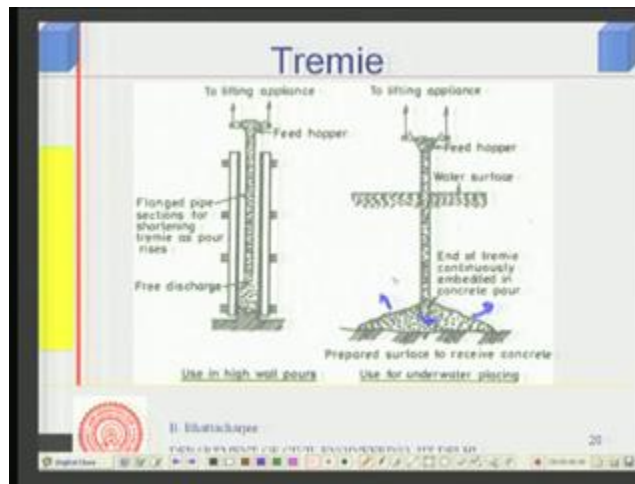 Tremie
To lifting appliance
Feed hopper
Flanged pipe
sections for
shortening
tremie as pour
rises
Free discharge
Use in high wall pours
To lifting appliance
Feed hopper
Water surface
End of tremie
continuously
embedded in
concrete pour
Prepared surface to receive concrete
Use for underwater placing
B. Bhattacharjee
20